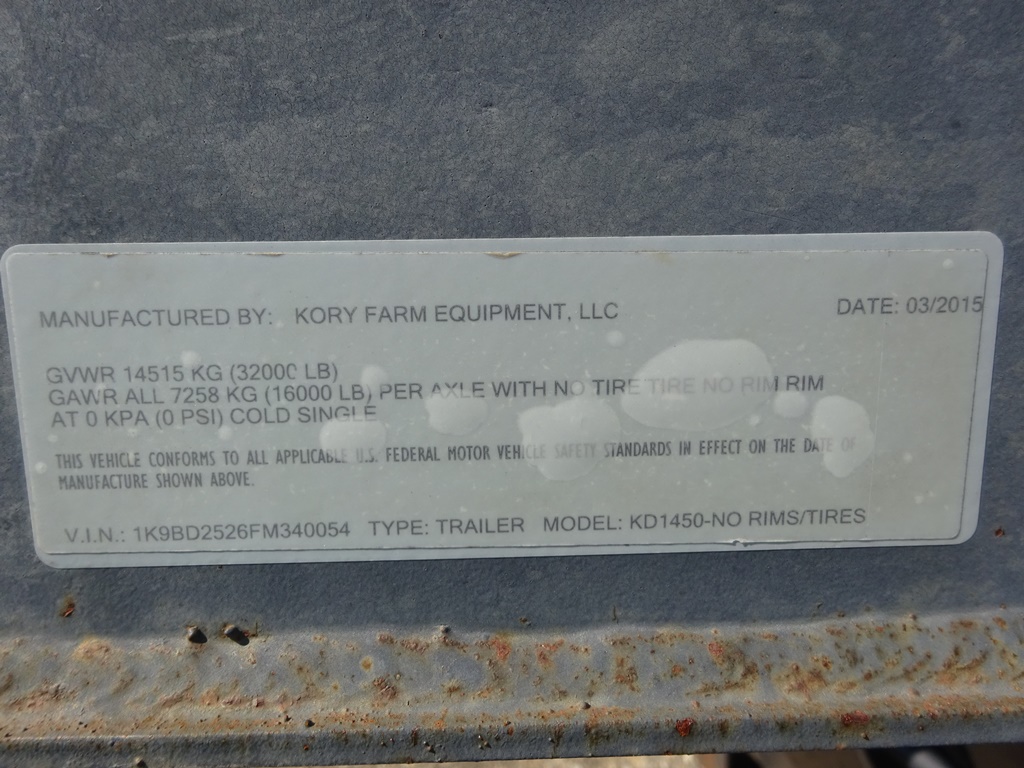 MANUFACTURED BY: KORY FARM EQUIPMENT, LLC DATE: 03/2015
GVWR 14515 KG (32000 LB)
GAWR ALL 7258 KG (16000 LB) PER AXLE WITH NO TIRE TIRE NO RIM RIM
AT 0 KPA (0 PSI) COLD SINGLE
THIS VEHICLE CONFORMS TO ALL APPLICABLE U.S. FEDERAL MOTOR VEHICLE SAFETY STANDARDS IN EFFECT ON THE DATE OF
MANUFACTURE SHOWN ABOVE.
V.I.N.: 1K9BD2526FM340054 TYPE: TRAILER MODEL: KD1450-NO RIMS/TIRES